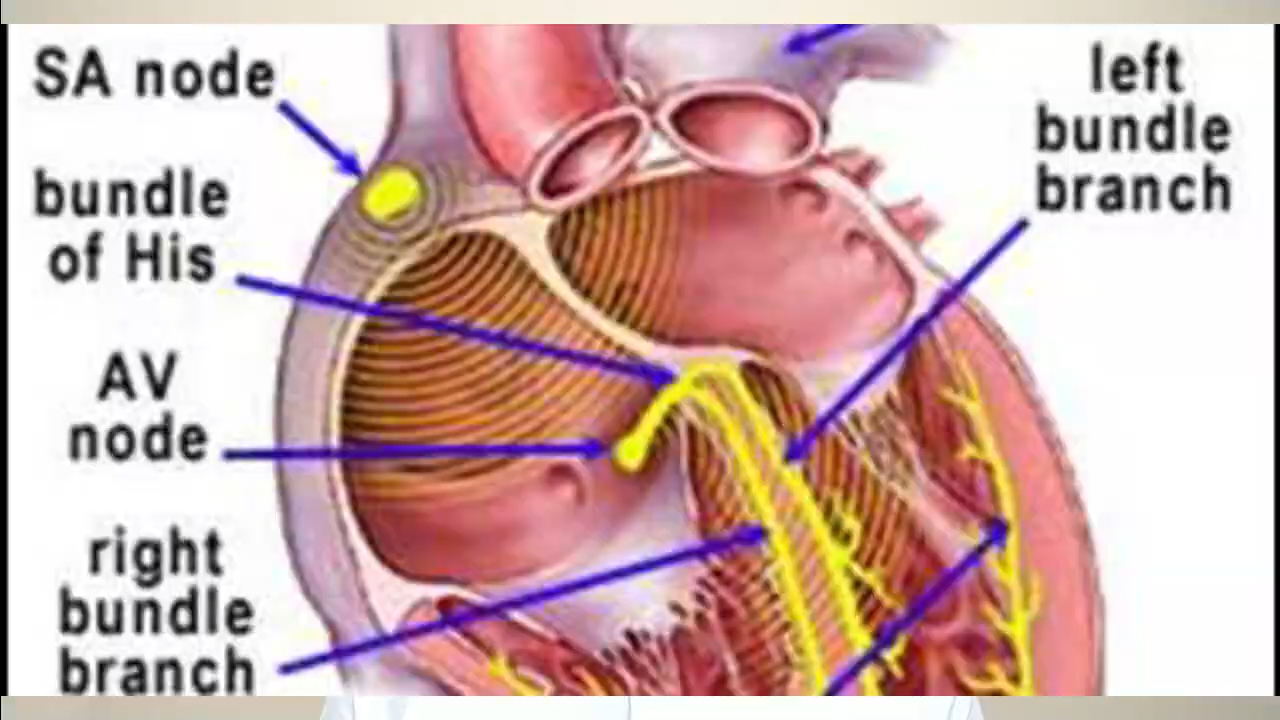 SA node
bundle
of His
AV
node
right
bundle
branch
left
bundle
branch